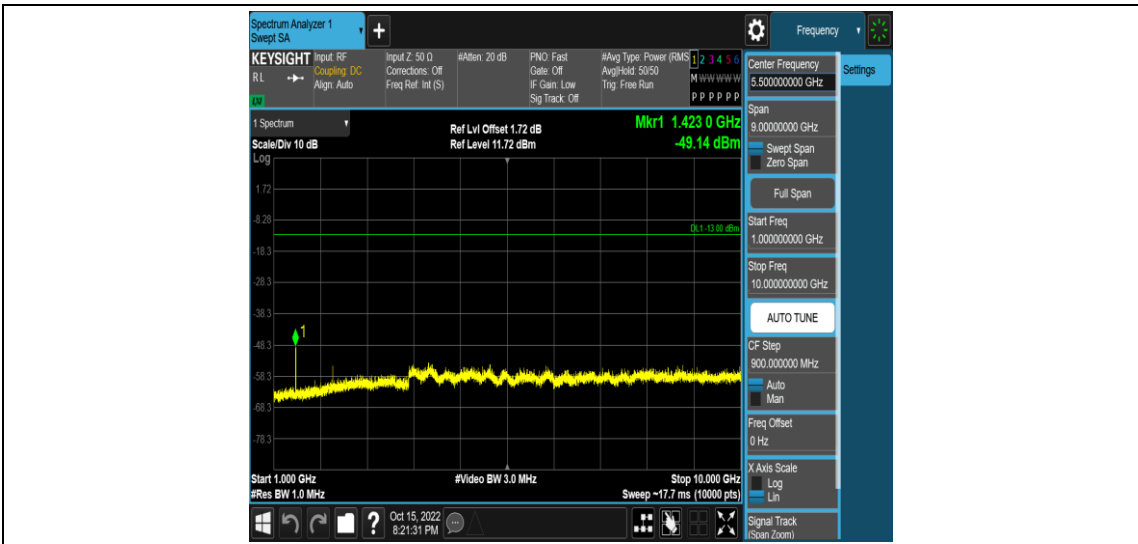 Spectrum Analyzer 1
Swept SA
+
Frequency
KEYSIGHT
RL
LXI
Input: RF
Coupling: DC
Align: Auto
Input Z: 50 Ω
Corrections: Off
Freq Ref: Int (S)
#Atten: 20 dB
PNO: Fast
Gate: Off
IF Gain: Low
Sig Track: Off
#Avg Type: Power (RMS
Avg|Hold: 50/50
Trig: Free Run
1 2 3 4 5 6
M W W W W W
P P P P P P
1 Spectrum
Scale/Div 10 dB
Ref Lvl Offset 1.72 dB
Ref Level 11.72 dBm
Mkr1 1.423 0 GHz
-49.14 dBm
Log
1.72
-8.28
DL1 -13.00 dBm
-18.3
-28.3
-38.3
1
-48.3
-58.3
-68.3
-78.3
Start 1.000 GHz
#Res BW 1.0 MHz
#Video BW 3.0 MHz
Stop 10.000 GHz
Sweep ~17.7 ms (10000 pts)
?
Oct 15, 2022
8:21:31 PM
Center Frequency
5.500000000 GHz
Settings
Span
9.00000000 GHz
Swept Span
Zero Span
Full Span
Start Freq
1.000000000 GHz
Stop Freq
10.000000000 GHz
AUTO TUNE
CF Step
900.000000 MHz
Auto
Man
Freq Offset
0 Hz
X Axis Scale
Log
Lin
Signal Track
(Span Zoom)